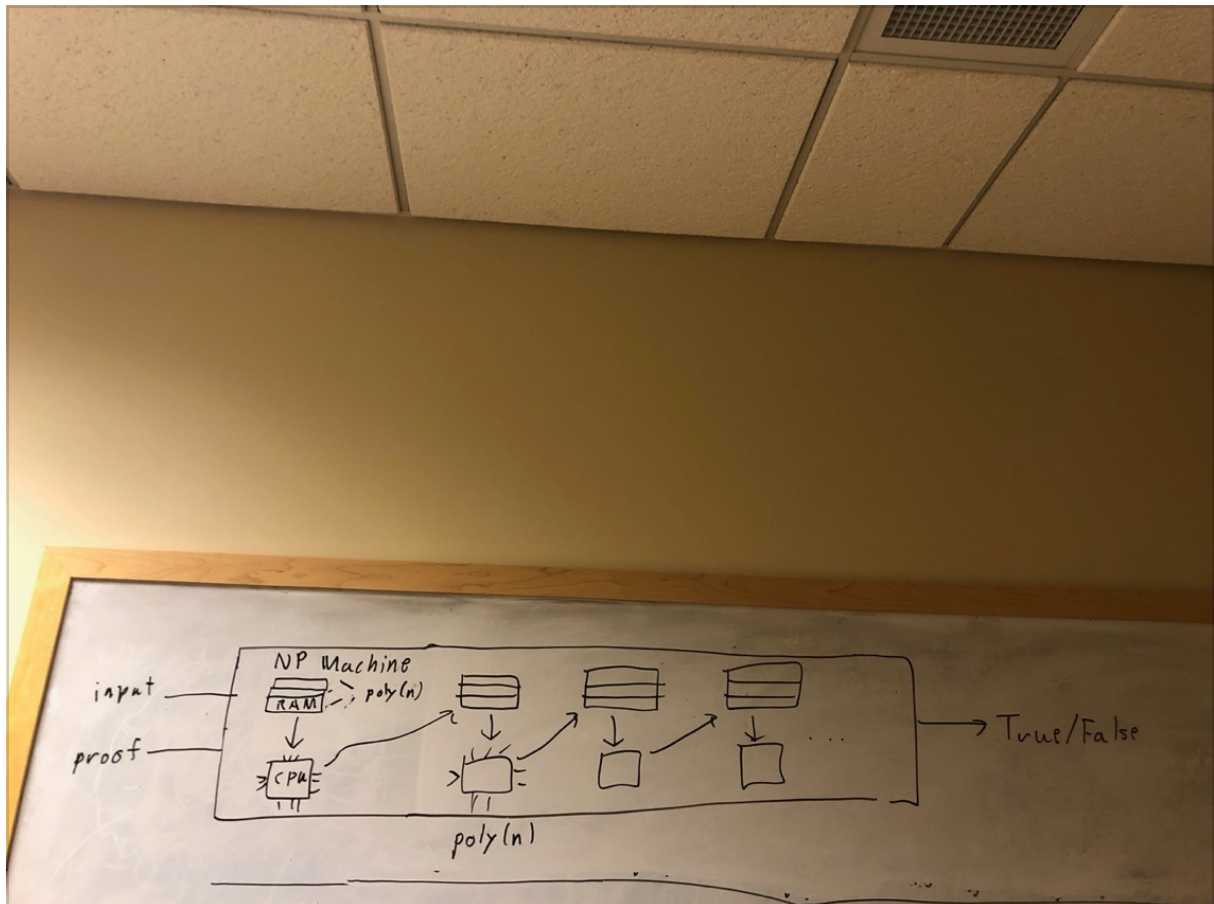 NP Machine
input
RAM
poly(n)
proof
CPU
....
True/False
poly(n)